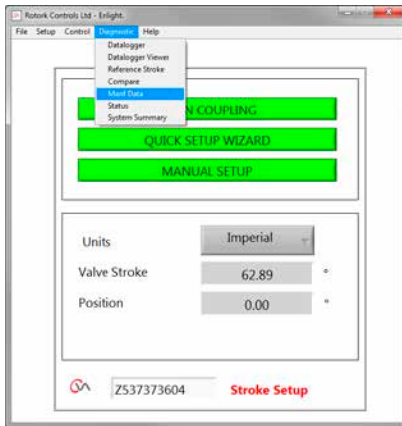 Rotork Controls Ltd - Enlight.
File Setup Control Diagnostic Help
Datalogger
Datalogger Viewer
Reference Stroke
Compare
Manf Data
Status
System Summary
N COUPLING
QUICK SETUP WIZARD
MANUAL SETUP
Units Imperial
Valve Stroke 62.89 °
Position 0.00 °
Z537373604 Stroke Setup